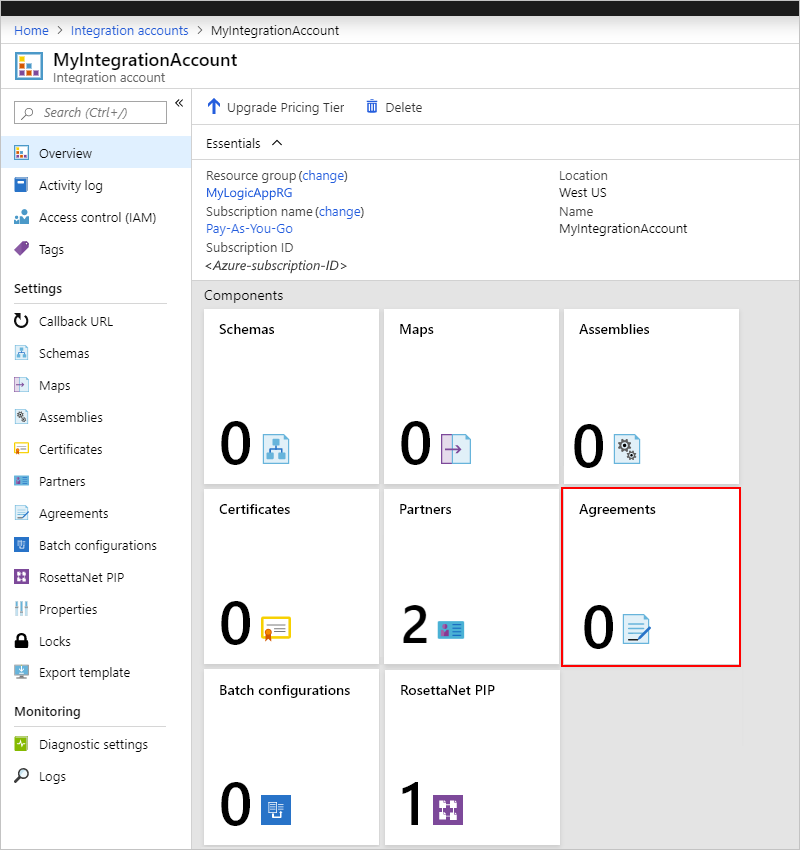 Home > Integration accounts > MyIntegrationAccount
MyIntegrationAccount
Integration account
Search (Ctrl+/)
«
Overview
Activity log
Access control (IAM)
Tags
Settings
Callback URL
Schemas
Maps
Assemblies
Certificates
Partners
Agreements
Batch configurations
RosettaNet PIP
Properties
Locks
Export template
Monitoring
Diagnostic settings
Logs
Upgrade Pricing Tier Delete
Essentials
Resource group (change)
MyLogicAppRG
Subscription name (change)
Pay-As-You-Go
Subscription ID
<Azure-subscription-ID>
Location
West US
Name
MyIntegrationAccount
Components
Schemas
0
Maps
0
Assemblies
0
Certificates
0
Partners
2
Agreements
0
Batch configurations
0
RosettaNet PIP
1